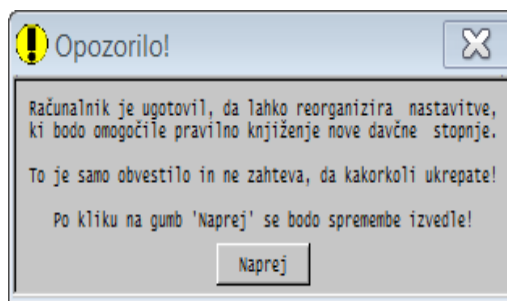 Opozorilo!
Računalnik je ugotovil, da lahko reorganizira nastavitve,
ki bodo omogočile pravilno knjiženje nove davčne stopnje.
To je samo obvestilo in ne zahteva, da kakorkoli ukrepate!
Po kliku na gumb 'Naprej' se bodo spremembe izvedle!
Naprej